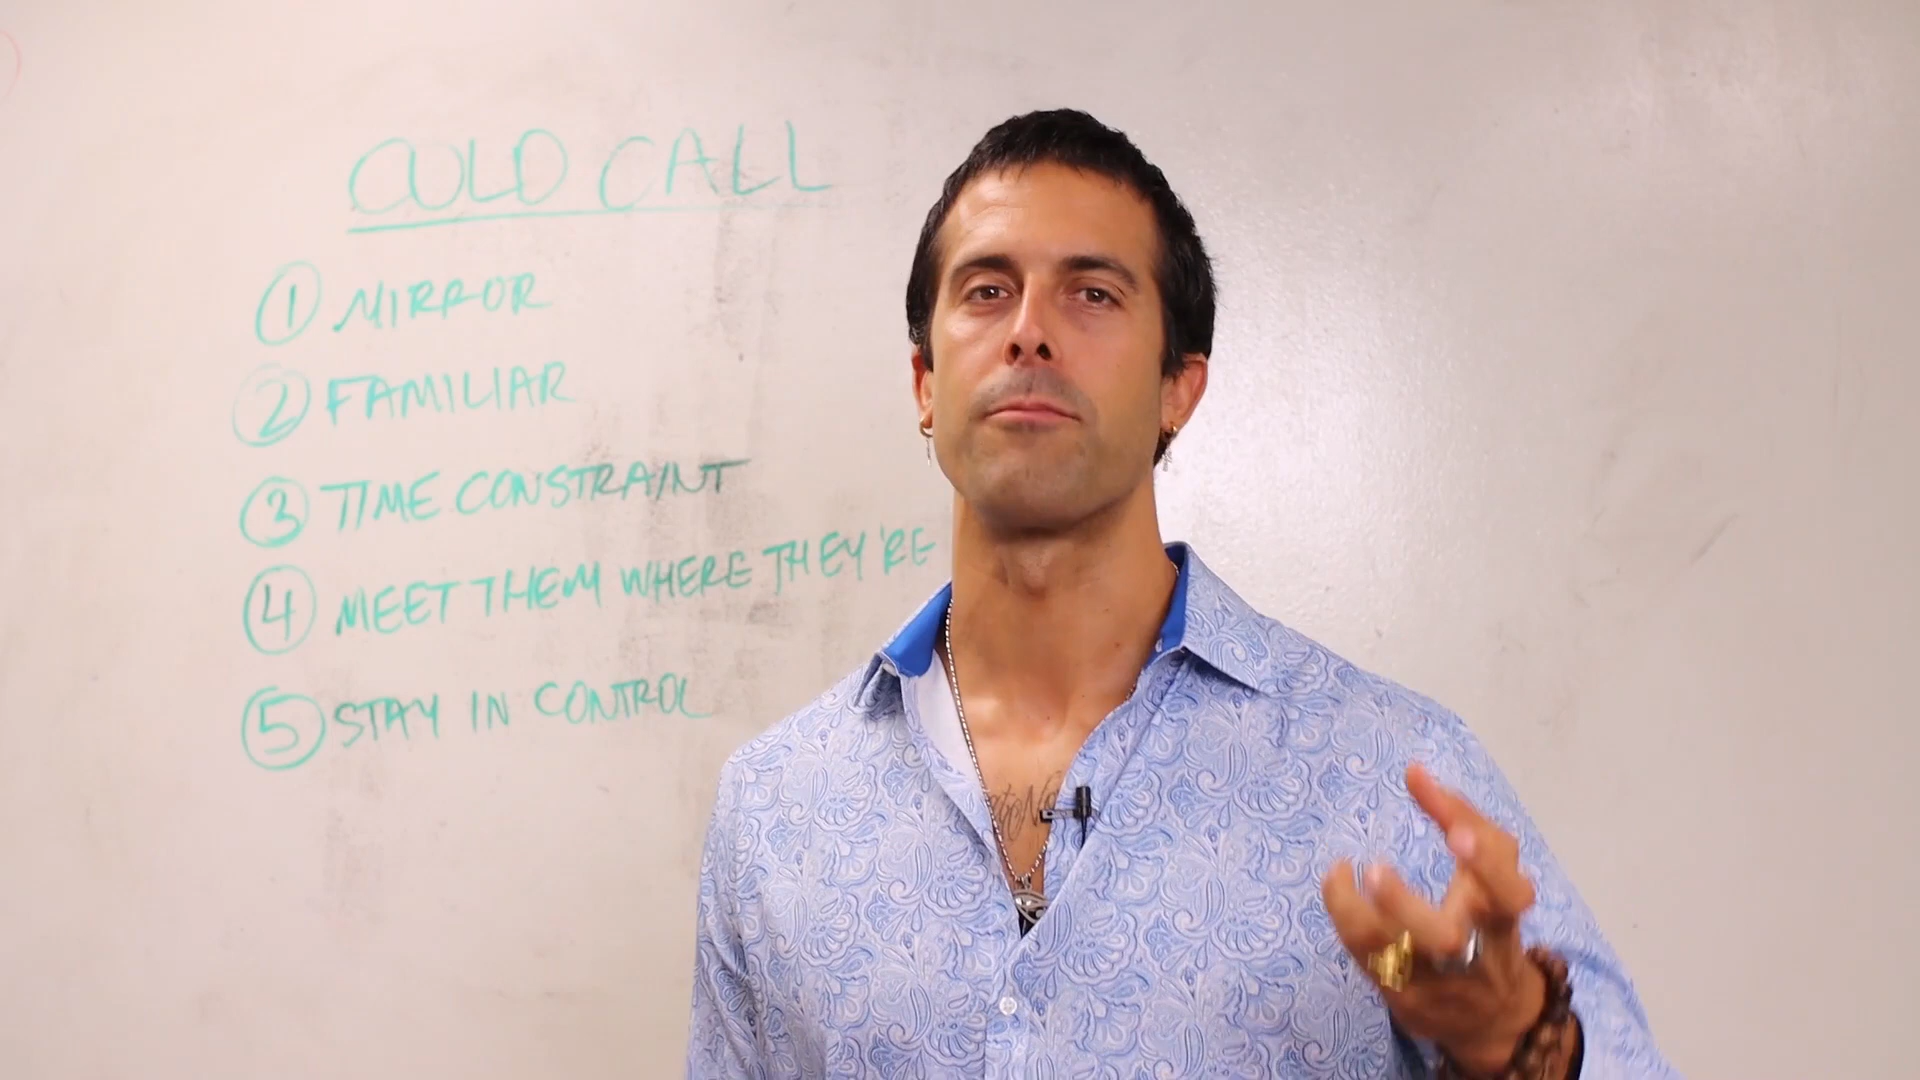 COLD CALL
1 MIRROR
2 FAMILIAR
3 TIME CONSTRAINT
4 MEET THEM WHERE THEY'RE
5 STAY IN CONTROL